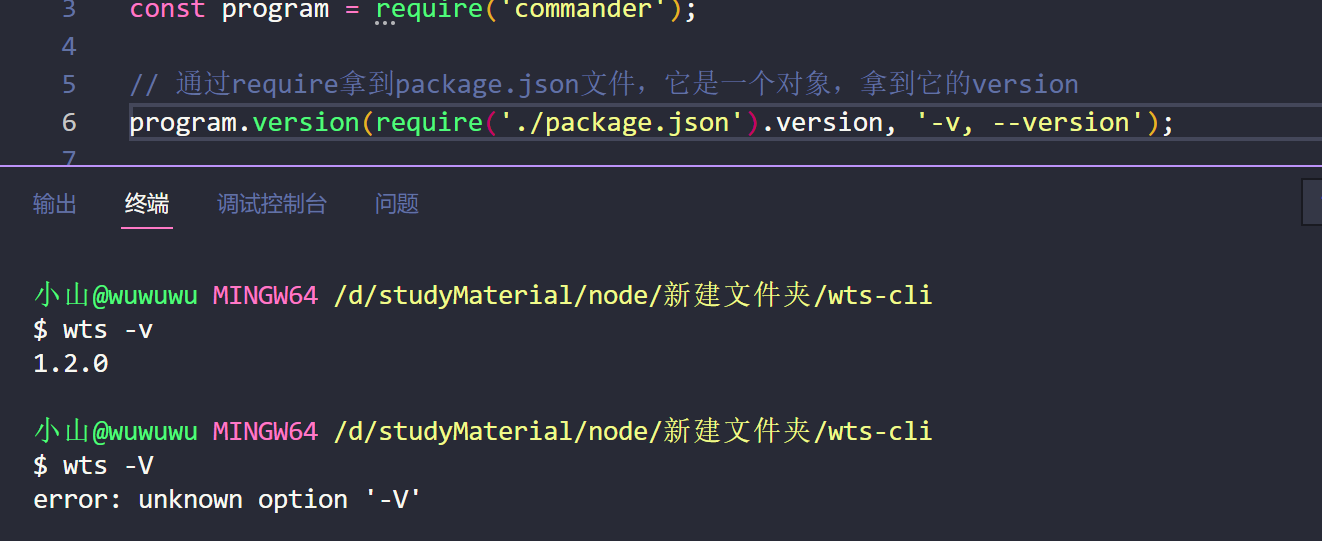 3 const program = require('commander');
4
5 // 通过require拿到package.json文件，它是一个对象，拿到它的version
6 program.version(require('./package.json').version, '-v, --version');
7
输出 终端 调试控制台 问题
小山@wuwuwu MINGW64 /d/studyMaterial/node/新建文件夹/wts-cli
$ wts -v
1.2.0
小山@wuwuwu MINGW64 /d/studyMaterial/node/新建文件夹/wts-cli
$ wts -V
error: unknown option '-V'